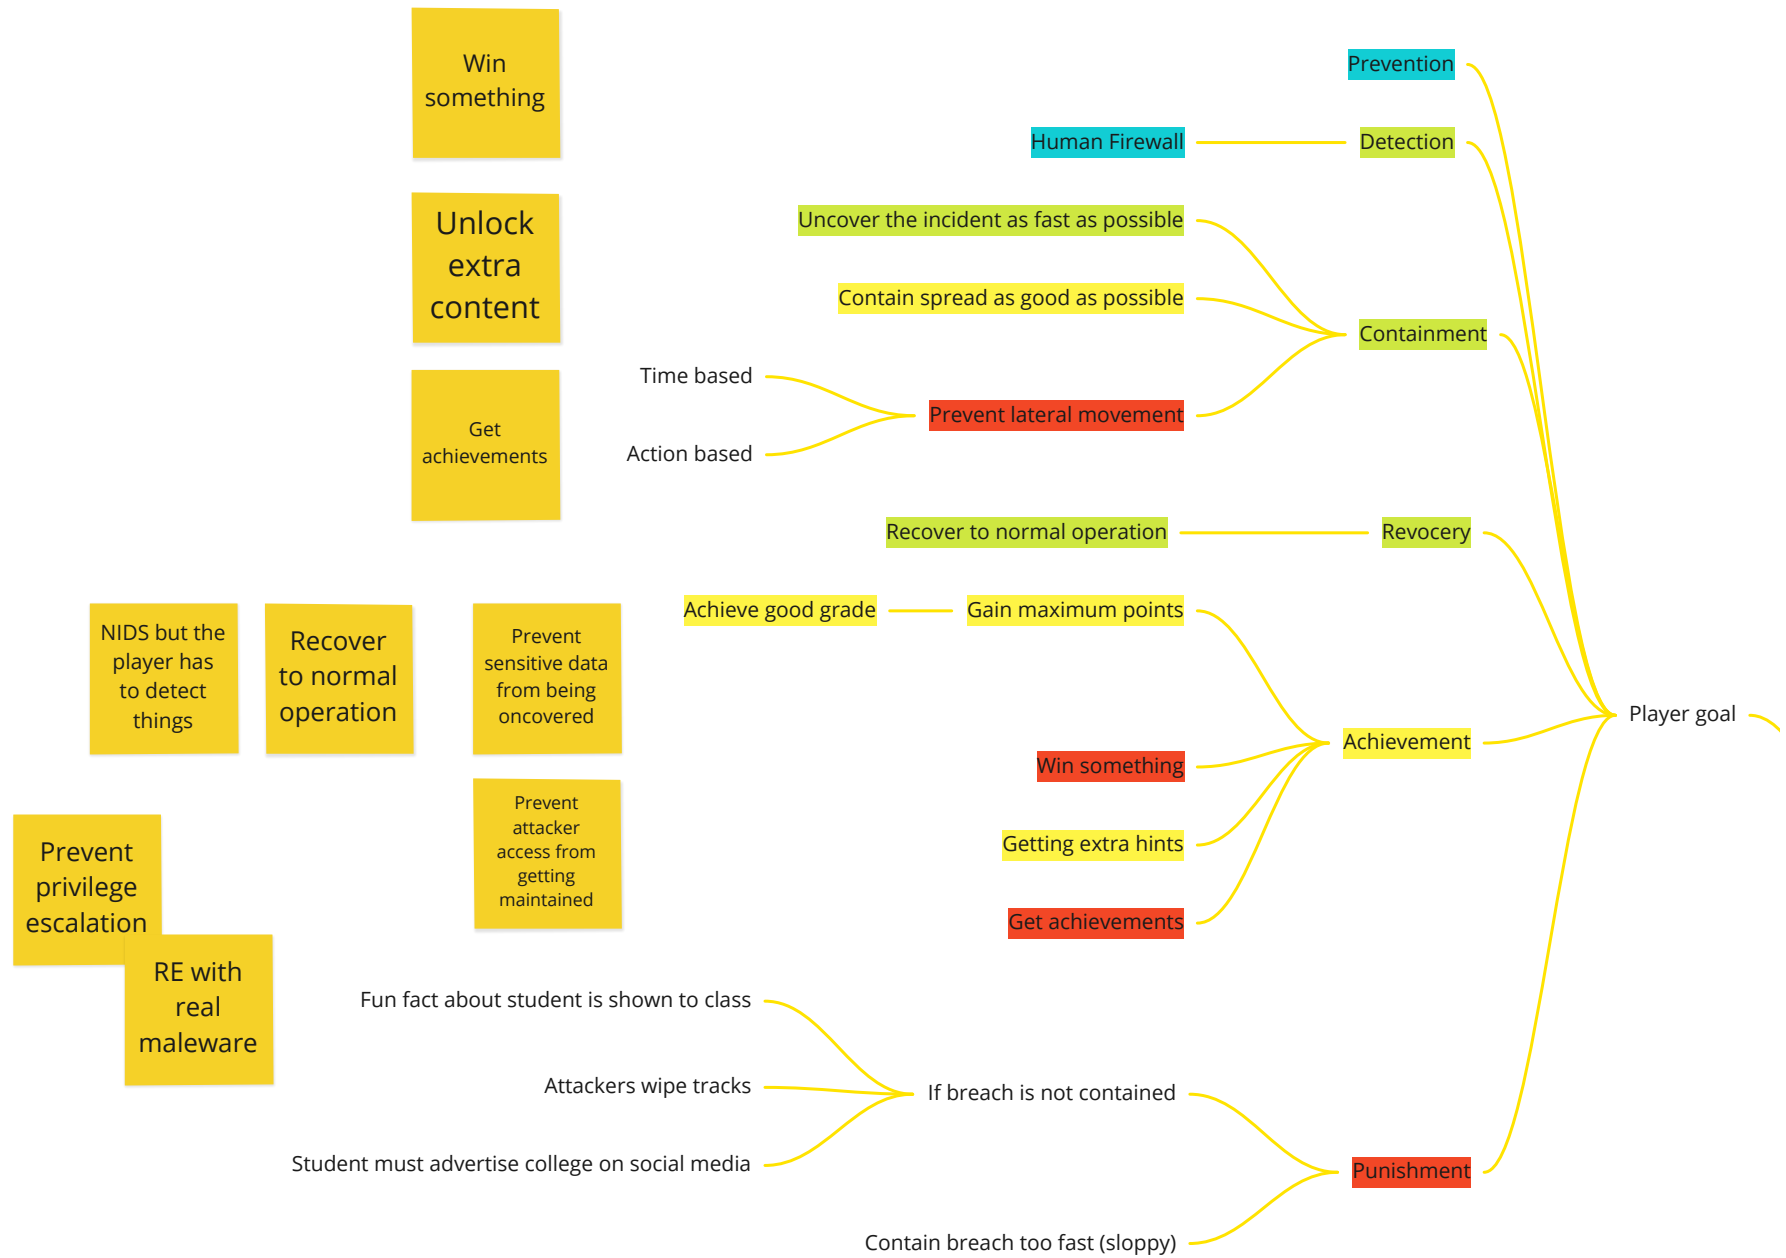 Win
something
Unlock
extra
content
Get
achievements
NIDS but the
player has
to detect
things
Recover
to normal
operation
Prevent
sensitive data
from being
oncovered
Prevent
attacker
access from
getting
maintained
Prevent
privilege
escalation
RE with
real
maleware
Prevention
Human Firewall
Detection
Uncover the incident as fast as possible
Contain spread as good as possible
Containment
Time based
Prevent lateral movement
Action based
Recover to normal operation
Revocery
Achieve good grade
Gain maximum points
Player goal
Achievement
Win something
Getting extra hints
Get achievements
Fun fact about student is shown to class
Attackers wipe tracks
If breach is not contained
Student must advertise college on social media
Punishment
Contain breach too fast (sloppy)